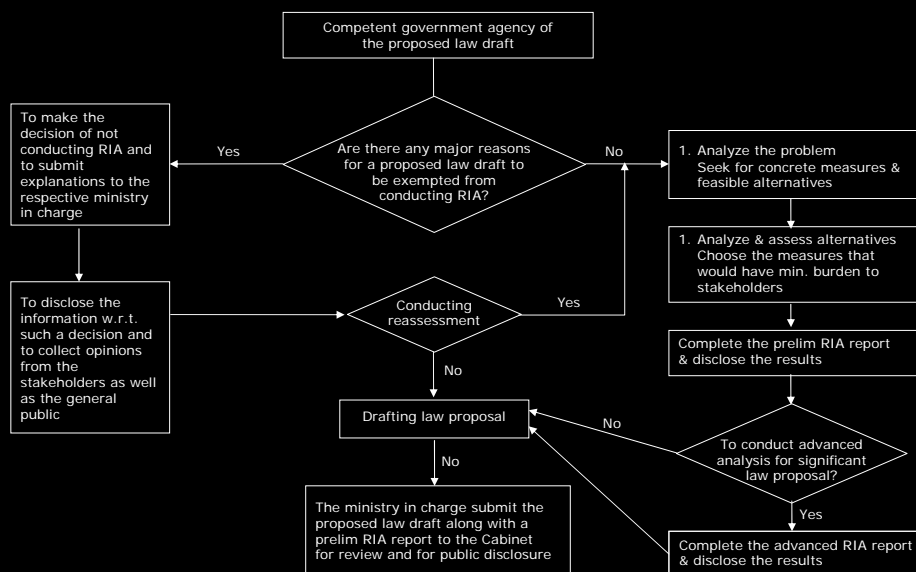 Competent government agency of
the proposed law draft
To make the
decision of not
conducting RIA and
to submit
explanations to the
respective ministry
in charge
Yes
Are there any major reasons
for a proposed law draft to
be exempted from
conducting RIA?
No
1. Analyze the problem
Seek for concrete measures &
feasible alternatives
1. Analyze & assess alternatives
Choose the measures that
would have min. burden to
stakeholders
To disclose the
information w.r.t.
such a decision and
to collect opinions
from the
stakeholders as well
as the general
public
Conducting
reassessment
Yes
Complete the prelim RIA report
& disclose the results
No
Drafting law proposal
No
To conduct advanced
analysis for significant
law proposal?
No
Yes
The ministry in charge submit the
proposed law draft along with a
prelim RIA report to the Cabinet
for review and for public disclosure
Complete the advanced RIA report
& disclose the results